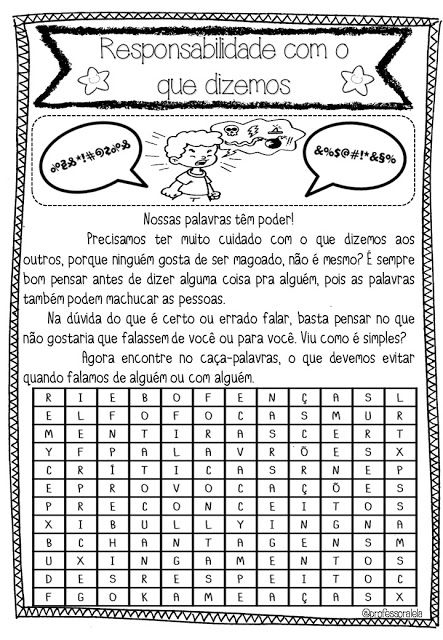 Responsabilidade com o
que dizemos
&%$@#!*&§%
Nossas palavras têm poder!
Precisamos ter muito cuidado com o que dizemos aos
outros, porque ninguém gosta de ser magoado, não é mesmo? É sempre
bom pensar antes de dizer alguma coisa pra alguém, pois as palavras
também podem machucar as pessoas.
Na dúvida do que é certo ou errado falar, basta pensar no que
não gostaria que falassem de você ou para você. Viu como é simples?
Agora encontre no caça-palavras, o que devemos evitar
quando falamos de alguém ou com alguém.
R I E B O F E N Ç A S L
E L F O F O C A S M U R
M E N T I R A S C E R T
Y F P A L A V R Õ E S X
C R Í T I C A S R N E P
E P R O V O C A Ç Õ E S
P R E C O N C E I T O S
X I B U L L Y I N G N A
B C H A N T A G E N S M
U X I N G A M E N T O S
D E S R E S P E I T O C
F G O K A M E A Ç A S X
@professoralela